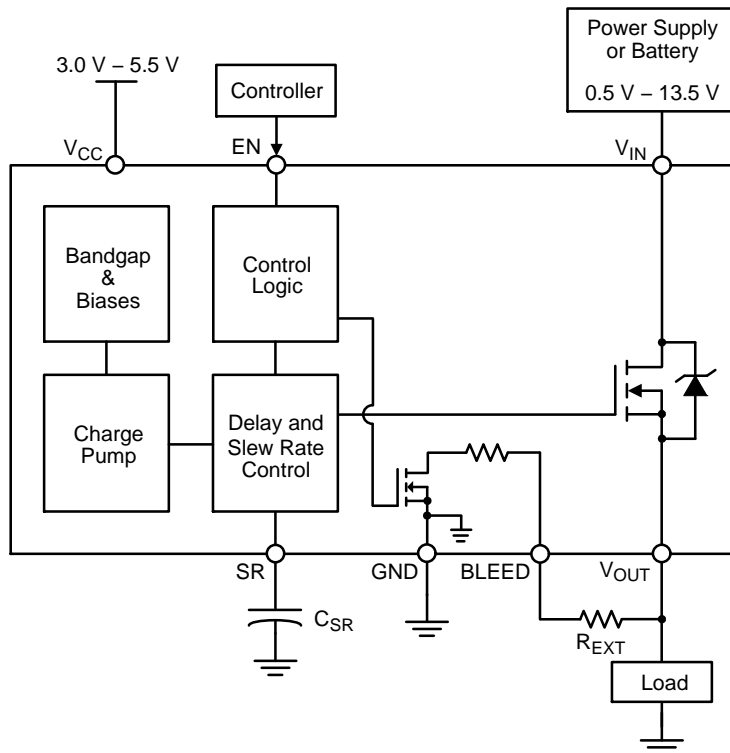 Power Supply
or Battery
0.5 V – 13.5 V
3.0 V – 5.5 V
Controller
VCC
EN
VIN
Bandgap
&
Biases
Control
Logic
Charge
Pump
Delay and
Slew Rate
Control
SR
GND
BLEED
VOUT
CSR
REXT
Load